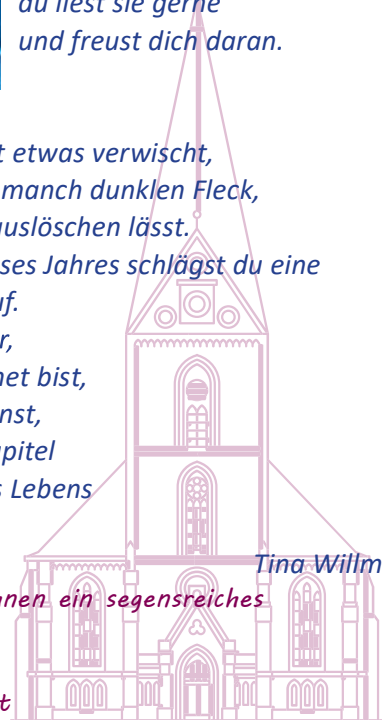 du liest sie gerne
und freust dich daran.
t etwas verwischt,
manch dunklen Fleck,
auslöschen lässt.
ses Jahres schlägst du eine
uf.
r,
net bist,
nst,
pitel
s Lebens
Tina Willm
nen ein segensreiches
t